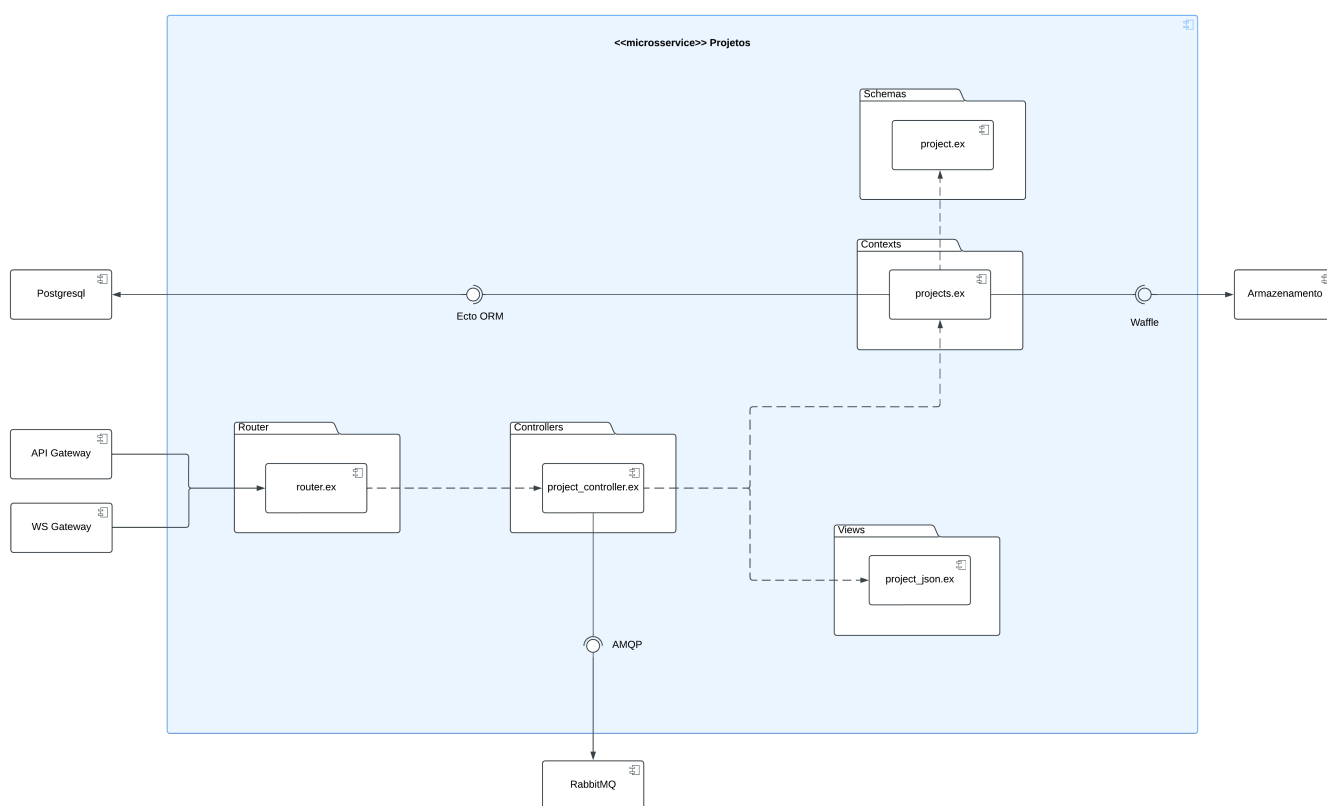 <<microsservice>> Projetos
Schemas
project.ex
Contexts
Postgresql
projects.ex
Armazenamento
Ecto ORM
Waffle
Router
Controllers
API Gateway
router.ex
project_controller.ex
WS Gateway
Views
project_json.ex
AMQP
RabbitMQ